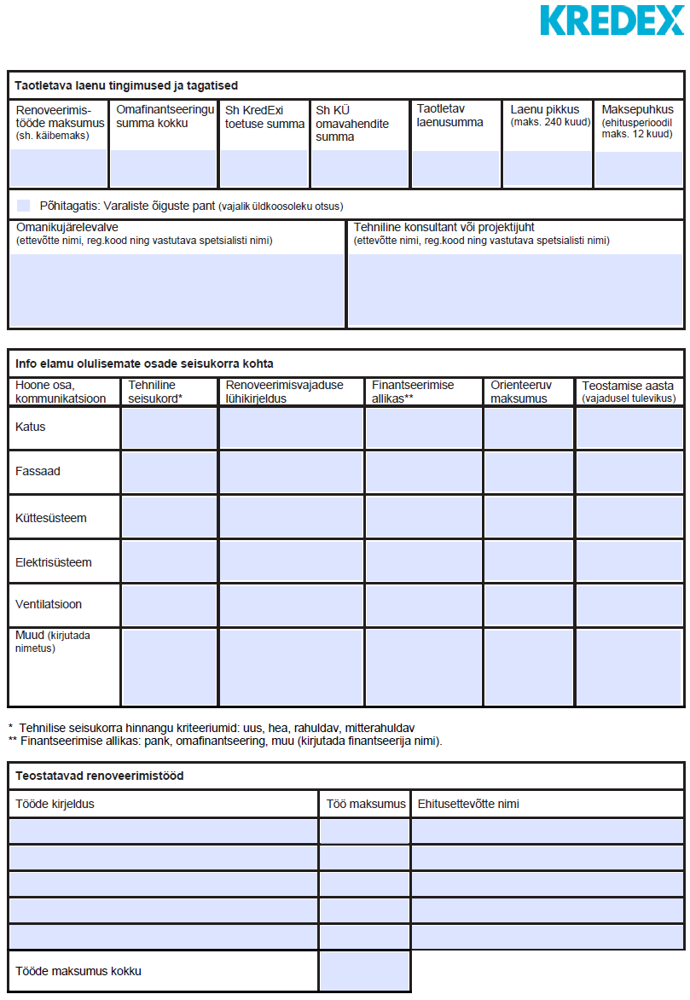 KREDEX
Taotletava laenu tingimused ja tagatised
Renoveerimis-
tööde maksumus
(sh. käibemaks)
Omafinantseeringu
summa kokku
Sh KredExi
toetuse summa
Sh KÜ
omavahendite
summa
Taotletav
laenusumma
Laenu pikkus
(maks. 240 kuud)
Maksepuhkus
(ehitusperioodil
maks. 12 kuud)
Põhitagatis: Varaliste õiguste pant (vajalik üldkoosoleku otsus)
Omanikujärelevalve
(ettevõtte nimi, reg.kood ning vastutava spetsialisti nimi)
Tehniline konsultant või projektijuht
(ettevõtte nimi, reg.kood ning vastutava spetsialisti nimi)
Info elamu olulisemate osade seisukorra kohta
Hoone osa,
kommunikatsioon
Tehniline
seisukord*
Renoveerimisvajaduse
lühikirjeldus
Finantseerimise
allikas**
Orienteeruv
maksumus
Teostamise aasta
(vajadusel tulevikus)
Katus
Fassaad
Küttesüsteem
Elektrisüsteem
Ventilatsioon
Muud (kirjutada
nimetus)
* Tehnilise seisukorra hinnangu kriteeriumid: uus, hea, rahuldav, mitterahuldav
** Finantseerimise allikas: pank, omafinantseering, muu (kirjutada finantseerija nimi).
Teostatavad renoveerimistööd
Tööde kirjeldus
Töö maksumus
Ehitusettevõtte nimi
Tööde maksumus kokku